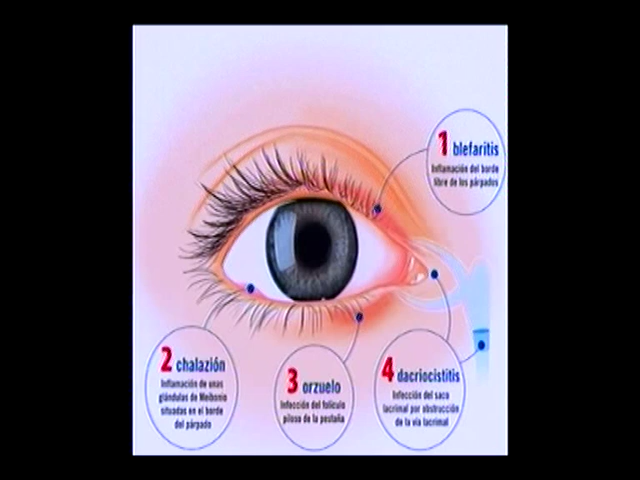 1 blefaritis
Inflamación del borde
libre de los párpados
2 chalazión
Inflamación de unas
glándulas de Meibonio
situadas en el borde
del párpado
3 orzuelo
Infección del folículo
piloso de la pestaña
4 dacriocistitis
Infección del saco
lacrimal por obstrucción
de la vía lacrimal